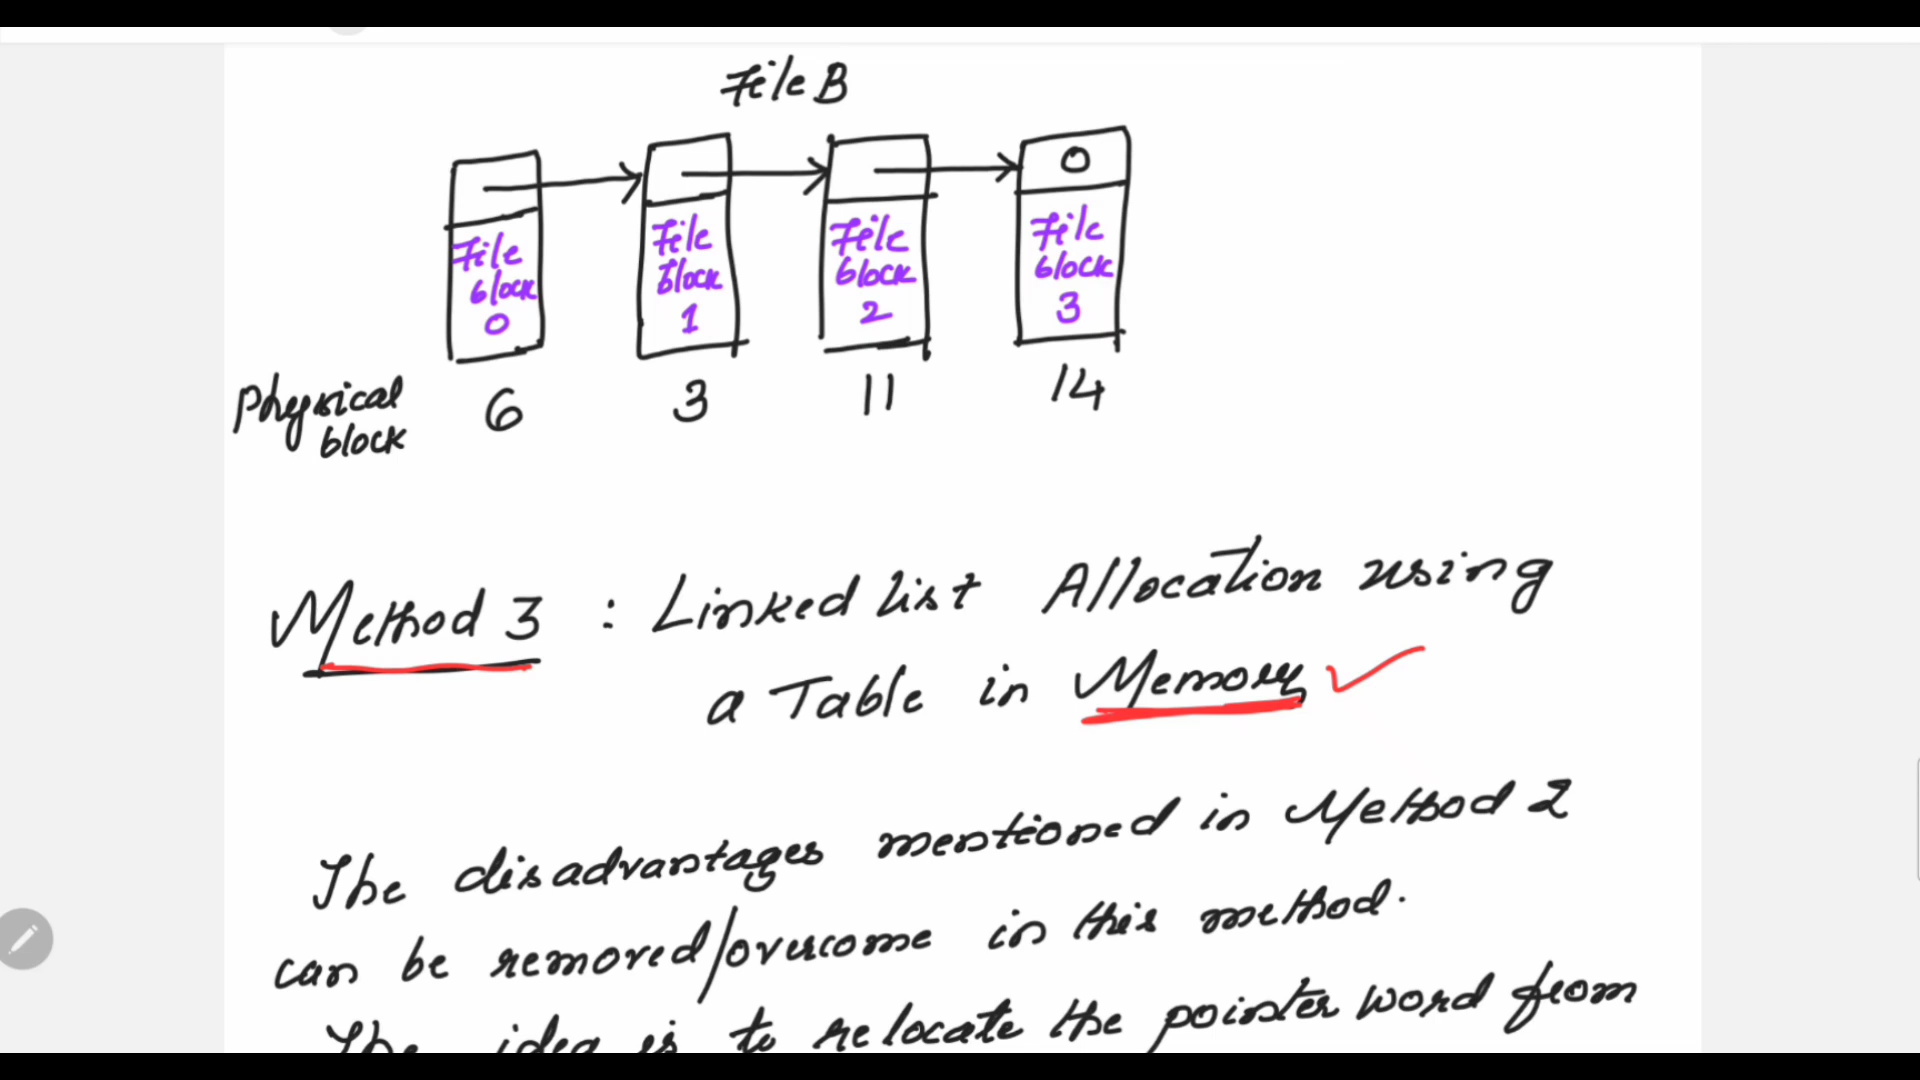 File B
0
File File File File
block block block block
0 1 2 3
Physical block 6 3 11 14
Method 3 : Linked list Allocation using
a Table in Memory ✓
The disadvantages mentioned in Method 2
can be removed/overcome in this method.
The idea is to relocate the pointer word from